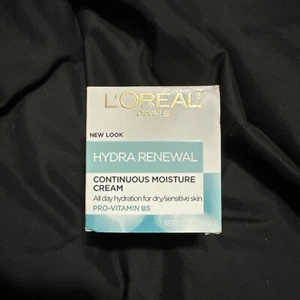 L'ORÉAL
PARIS
NEW LOOK
HYDRA RENEWAL
CONTINUOUS MOISTURE
CREAM
All day hydration for dry/sensitive skin
PRO-VITAMIN B5